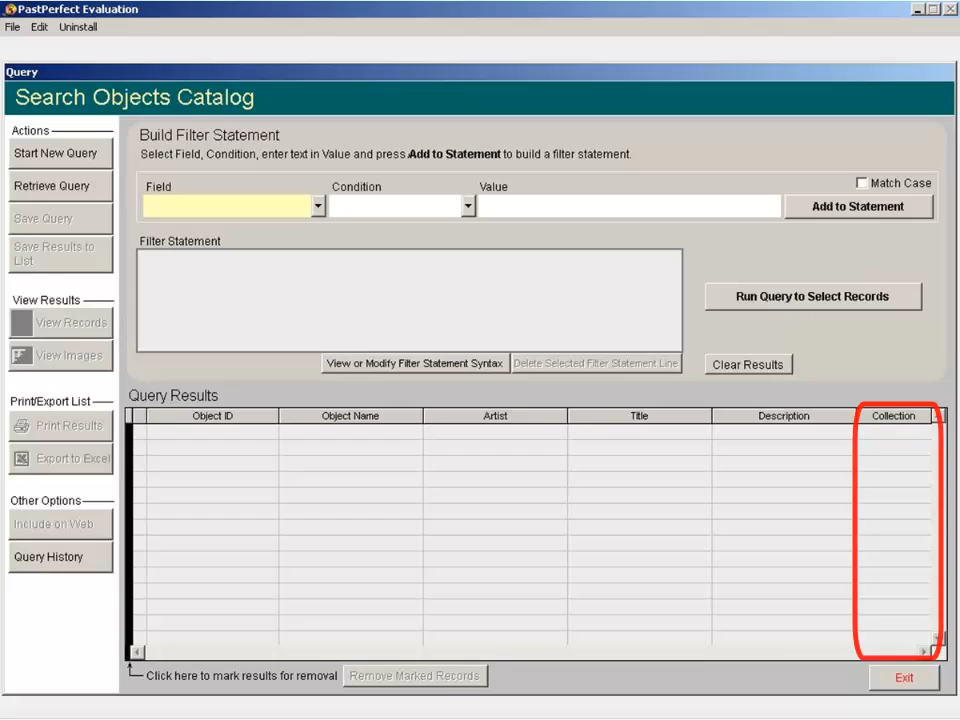 PastPerfect Evaluation
File Edit Uninstall
Query
Search Objects Catalog
Actions
Start New Query
Retrieve Query
Save Query
Save Results to
List
View Results
View Records
View Images
Print/Export List
Print Results
Export to Excel
Other Options
Include on Web
Query History
Build Filter Statement
Select Field, Condition, enter text in Value and press Add to Statement to build a filter statement.
Field Condition Value Match Case
Add to Statement
Filter Statement
Run Query to Select Records
View or Modify Filter Statement Syntax Delete Selected Filter Statement Line Clear Results
Query Results
Object ID Object Name Artist Title Description Collection
Click here to mark results for removal Remove Marked Records Exit